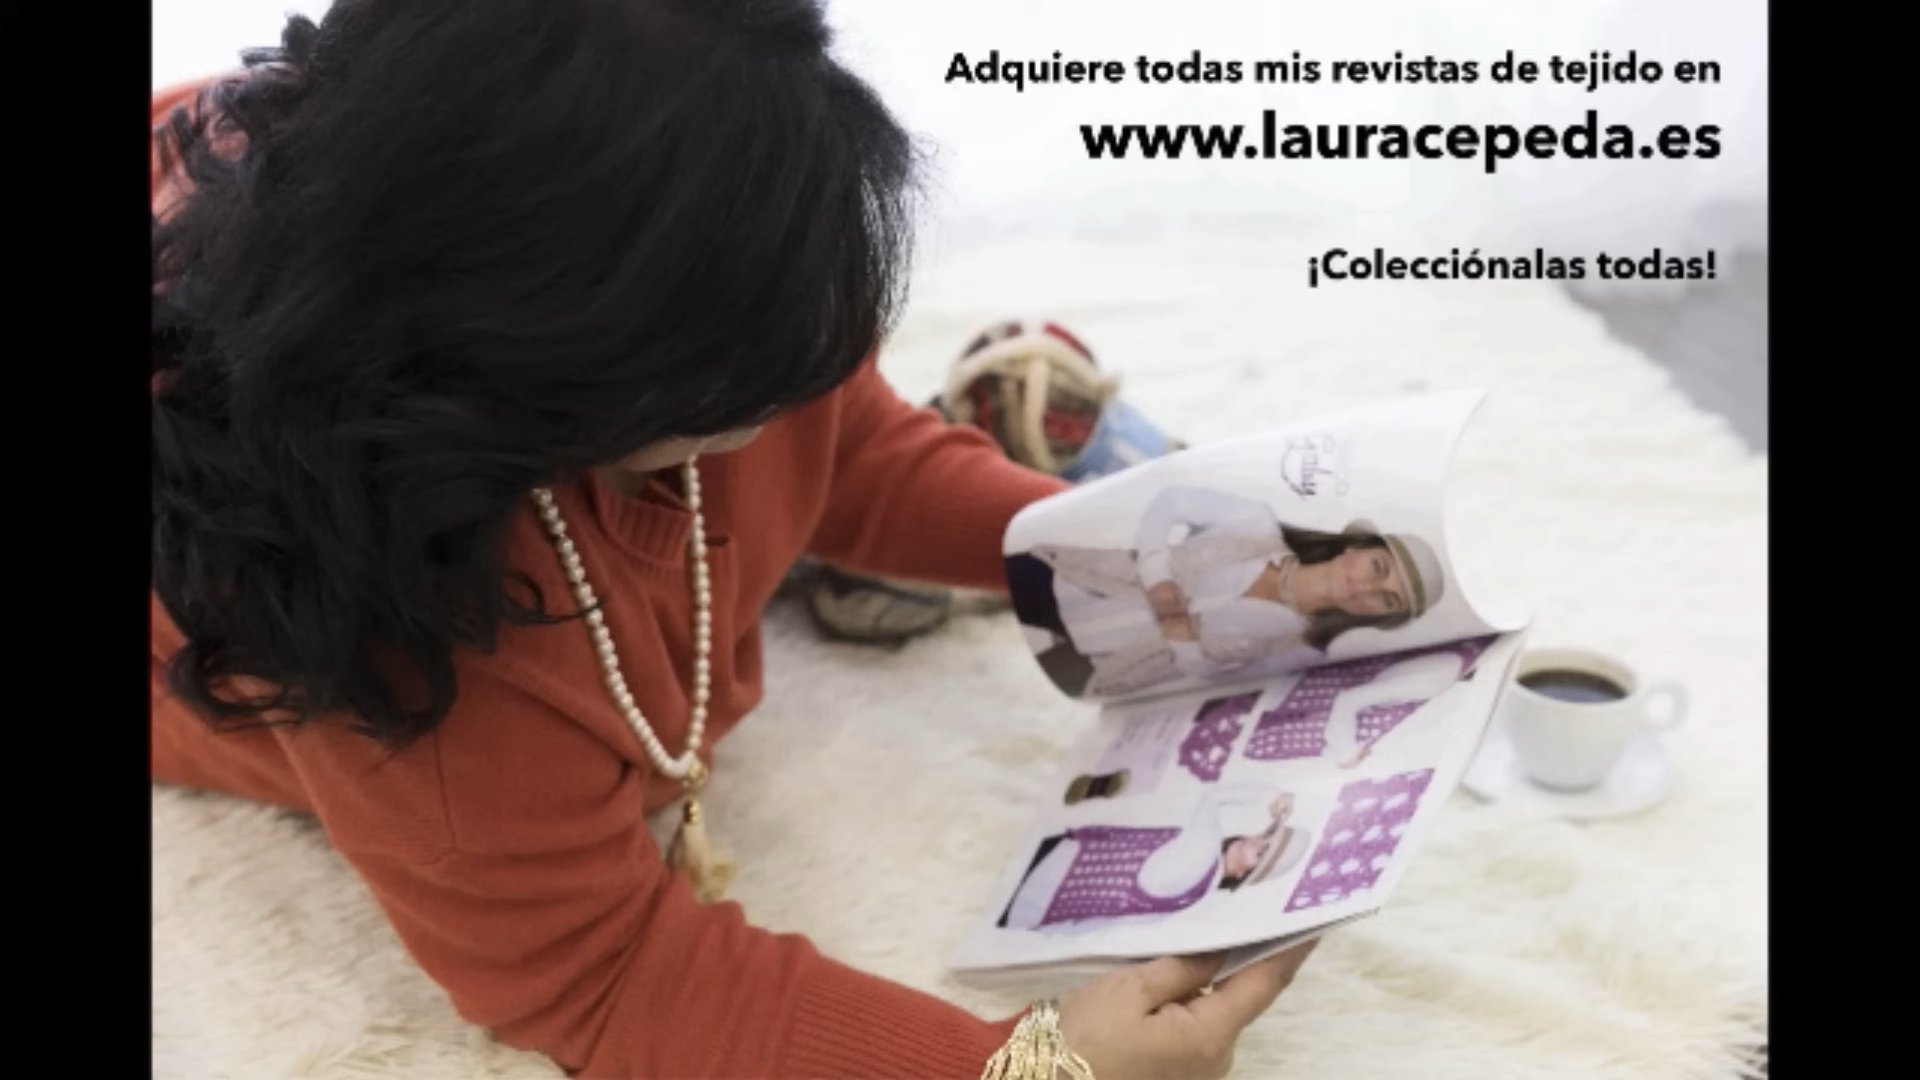 Adquiere todas mis revistas de tejido en
www.lauracepeda.es
¡Colecciónalas todas!